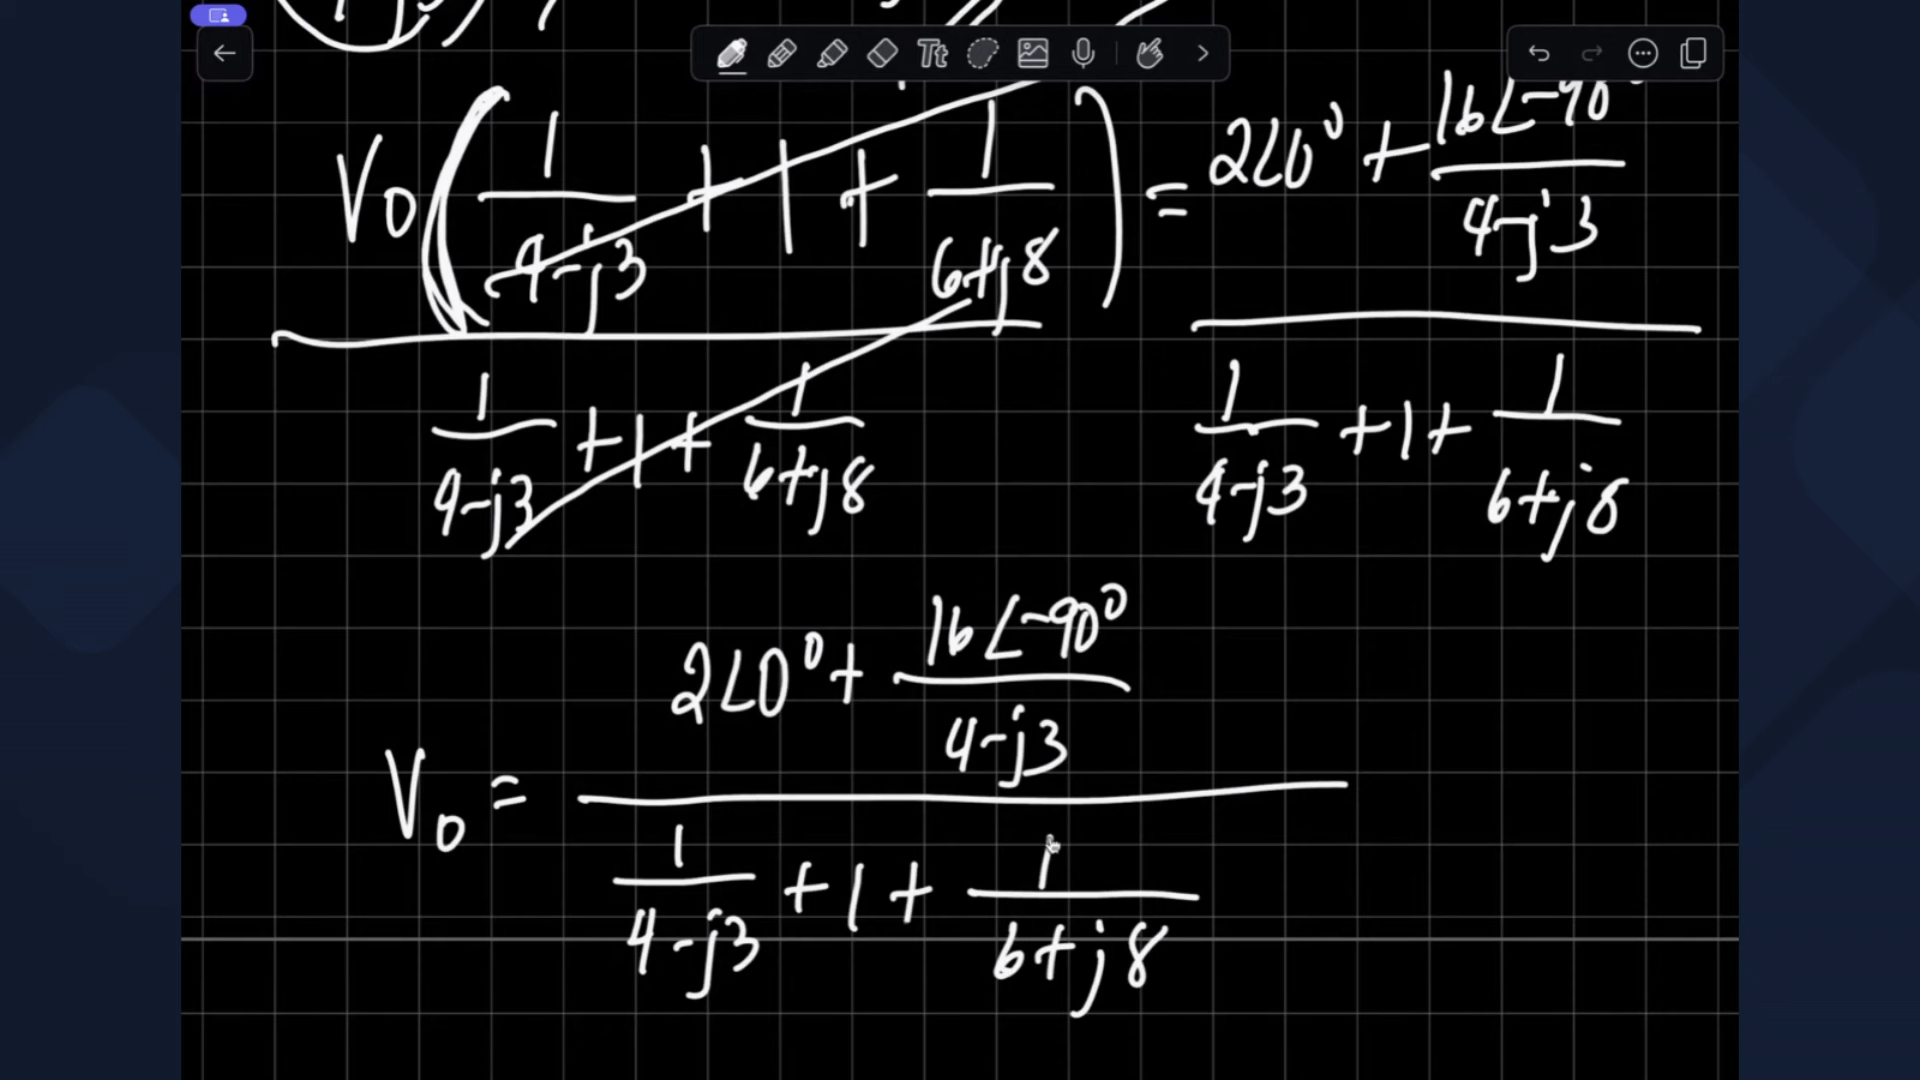 Tt
V0 ( 1/(4-j3) + 1 + 1/(6+j8) ) = 2∠0° + 16∠-90°/(4-j3)
1/(4-j3) + 1 + 1/(6+j8)    1/(4-j3) + 1 + 1/(6+j8)
2∠0° + 16∠-90°/(4-j3)
V0 =
1/(4-j3) + 1 + 1/(6+j8)